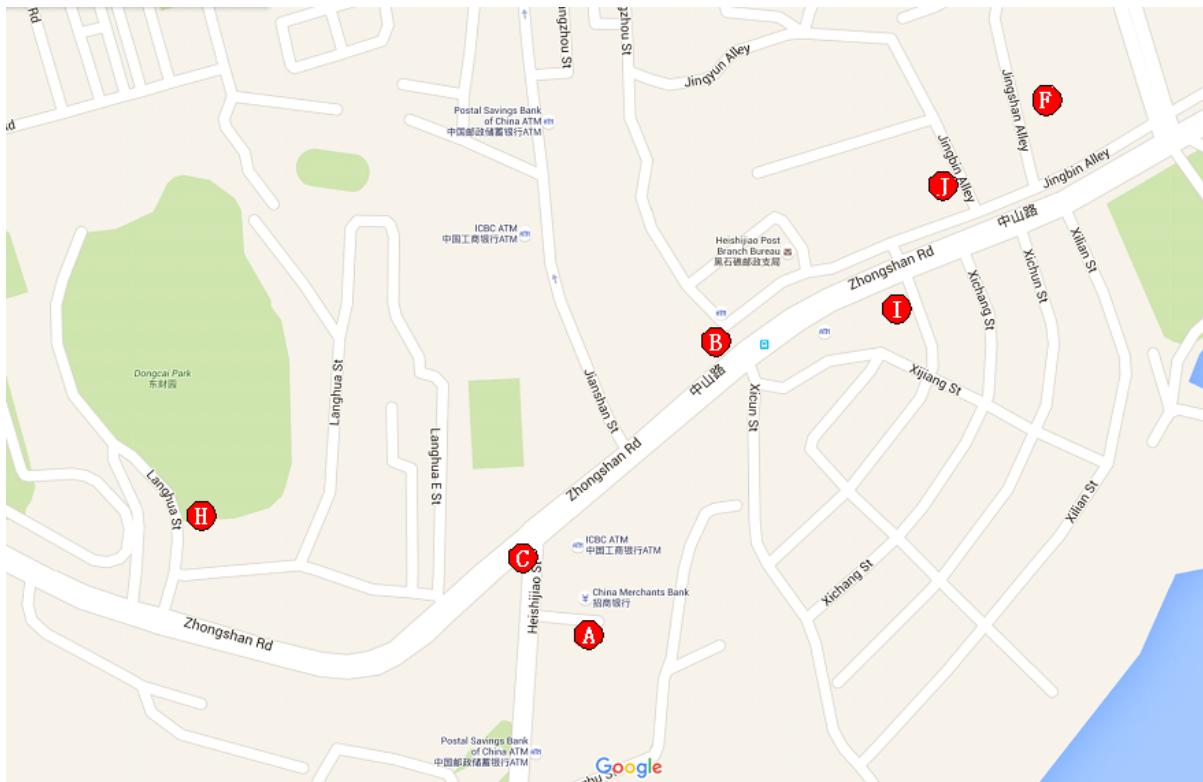 Rd
Jingyun Alley
Jingshan Alley
F
Postal Savings Bank
of China ATM
中国邮政储蓄银行ATM
Jingbin Alley
Jingbin Alley
J
中山路
ICBC ATM
中国工商银行ATM
Heishijiao Post
Branch Bureau
黑石礁邮政支局
Zhongshan Rd
Xilian St
Xichun St
Xichang St
I
B
Dongcai Park
东财园
Langhua St
Jianshan St
中山路
Xicun St
Xijiang St
Langhua E St
Zhongshan Rd
Langhua St
H
Xilian St
C
ICBC ATM
中国工商银行ATM
Heishijiao St
China Merchants Bank
招商银行
Xichang St
A
Zhongshan Rd
Postal Savings Bank
of China ATM
中国邮政储蓄银行ATM
Google